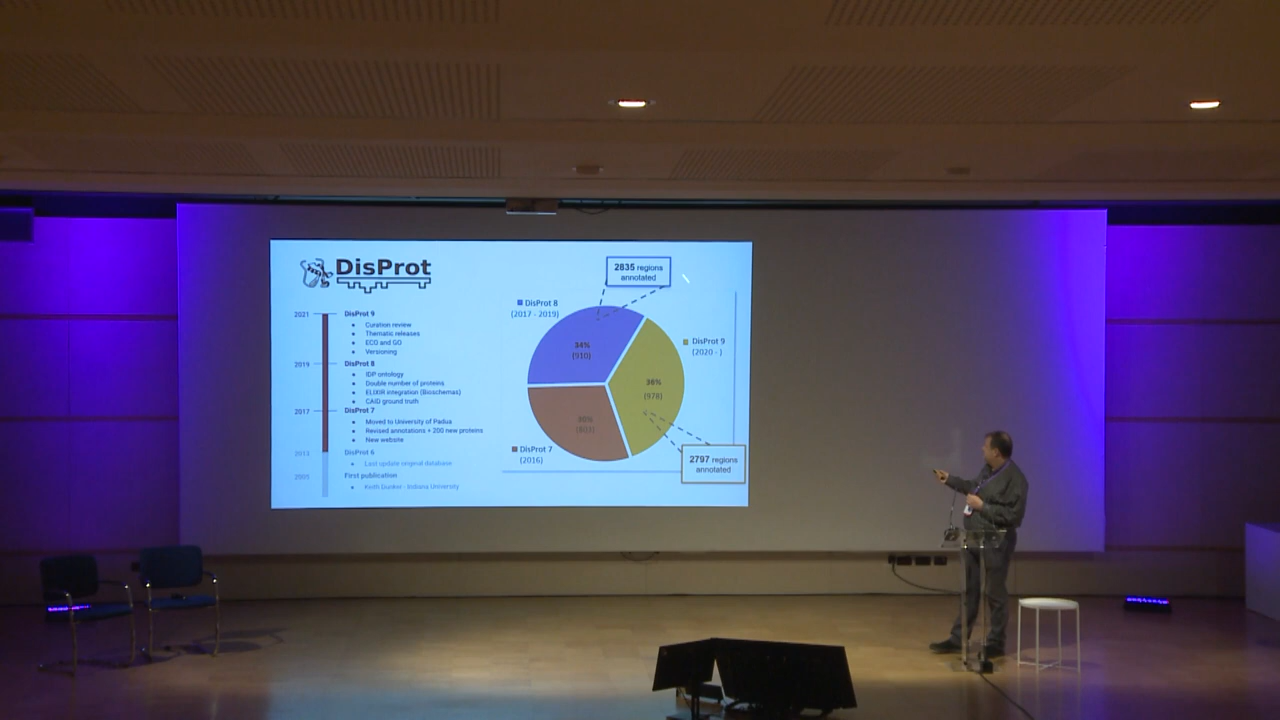 DisProt
2021
DisProt 9
Curation review
Thematic releases
ECO and GO
Versioning
2019
DisProt 8
IDP ontology
Double number of proteins
ELIXIR integration (Bioschemas)
CAID ground truth
2017
DisProt 7
Moved to University of Padua
Revised annotations + 200 new proteins
New website
2013
DisProt 6
Last update original database
2005
First publication
Keith Dunker - Indiana University
2835 regions
annotated
DisProt 8
(2017 - 2019)
34%
(910)
DisProt 9
(2020 - )
36%
(978)
DisProt 7
(2016)
2797 regions
annotated